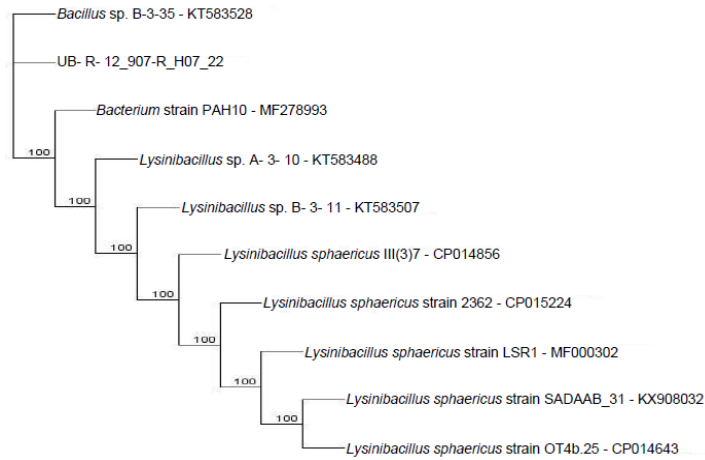 Bacillus sp. B-3-35 - KT583528
UB- R- 12_907-R_H07_22
Bacterium strain PAH10 - MF278993
100
Lysinibacillus sp. A- 3- 10 - KT583488
100
Lysinibacillus sp. B- 3- 11 - KT583507
100
Lysinibacillus sphaericus III(3)7 - CP014856
100
Lysinibacillus sphaericus strain 2362 - CP015224
100
Lysinibacillus sphaericus strain LSR1 - MF000302
100
Lysinibacillus sphaericus strain SADAAB_31 - KX908032
100
Lysinibacillus sphaericus strain OT4b.25 - CP014643